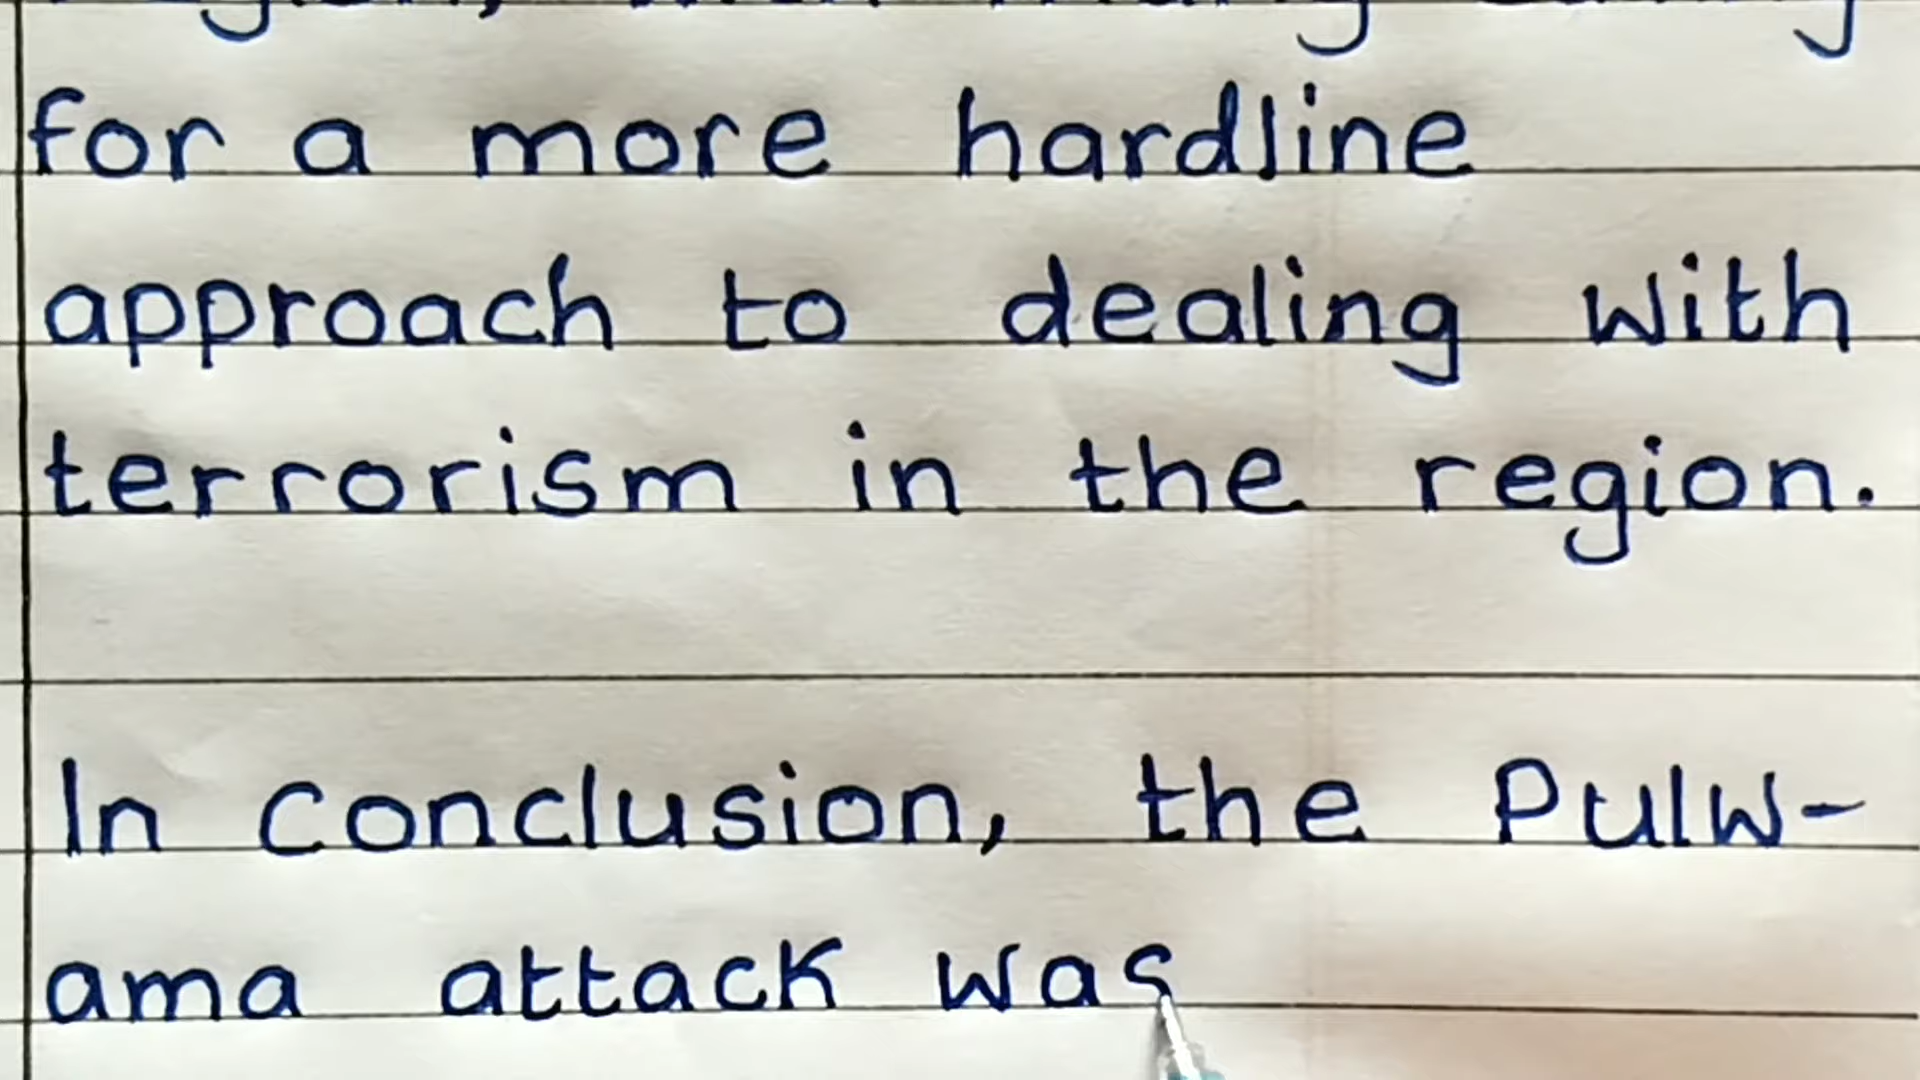 for a more hardline
approach to dealing with
terrorism in the region.
In conclusion, the Pulw-
ama attack was